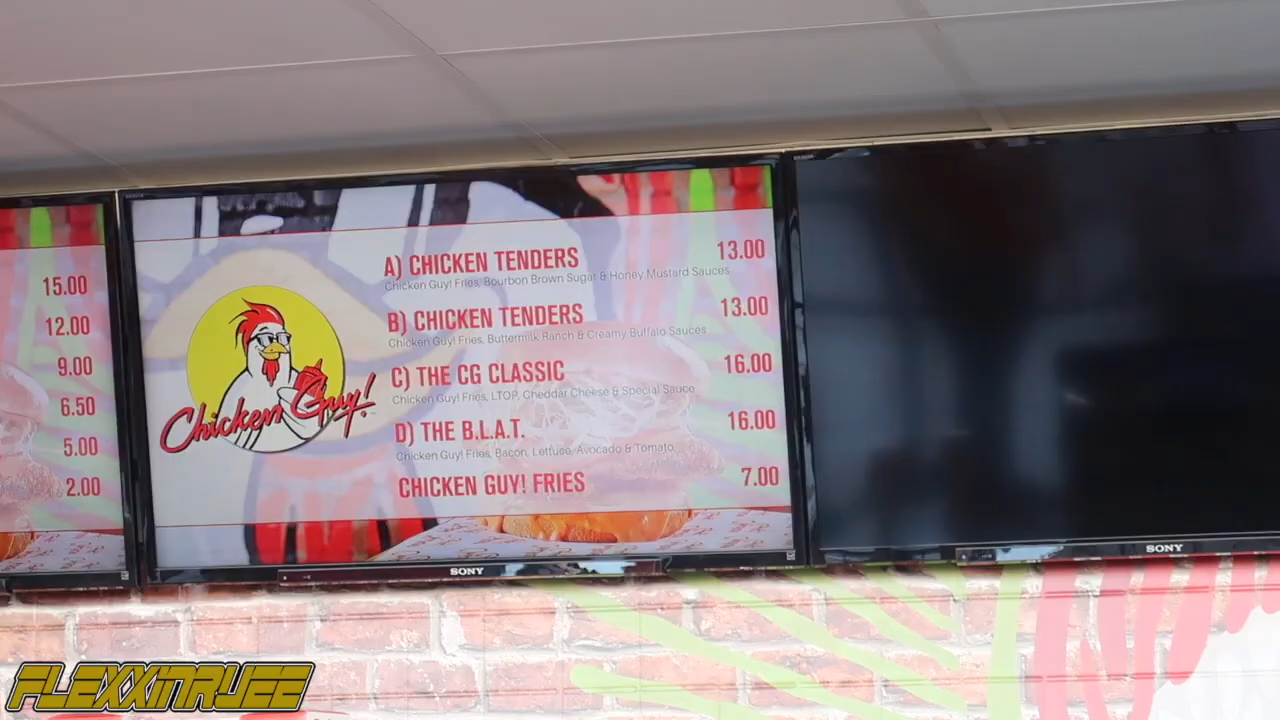 15.00
12.00
9.00
6.50
5.00
2.00
Chicken Guy!
A) CHICKEN TENDERS 13.00
Chicken Guy! Fries, Bourbon Brown Sugar & Honey Mustard Sauces
B) CHICKEN TENDERS 13.00
Chicken Guy! Fries, Buttermilk Ranch & Creamy Buffalo Sauces
C) THE CG CLASSIC 16.00
Chicken Guy! Fries, LTOP, Cheddar Cheese & Special Sauce
D) THE B.L.A.T. 16.00
Chicken Guy! Fries, Bacon, Lettuce, Avocado & Tomato
CHICKEN GUY! FRIES 7.00
SONY
SONY
FLEXXINRUEE